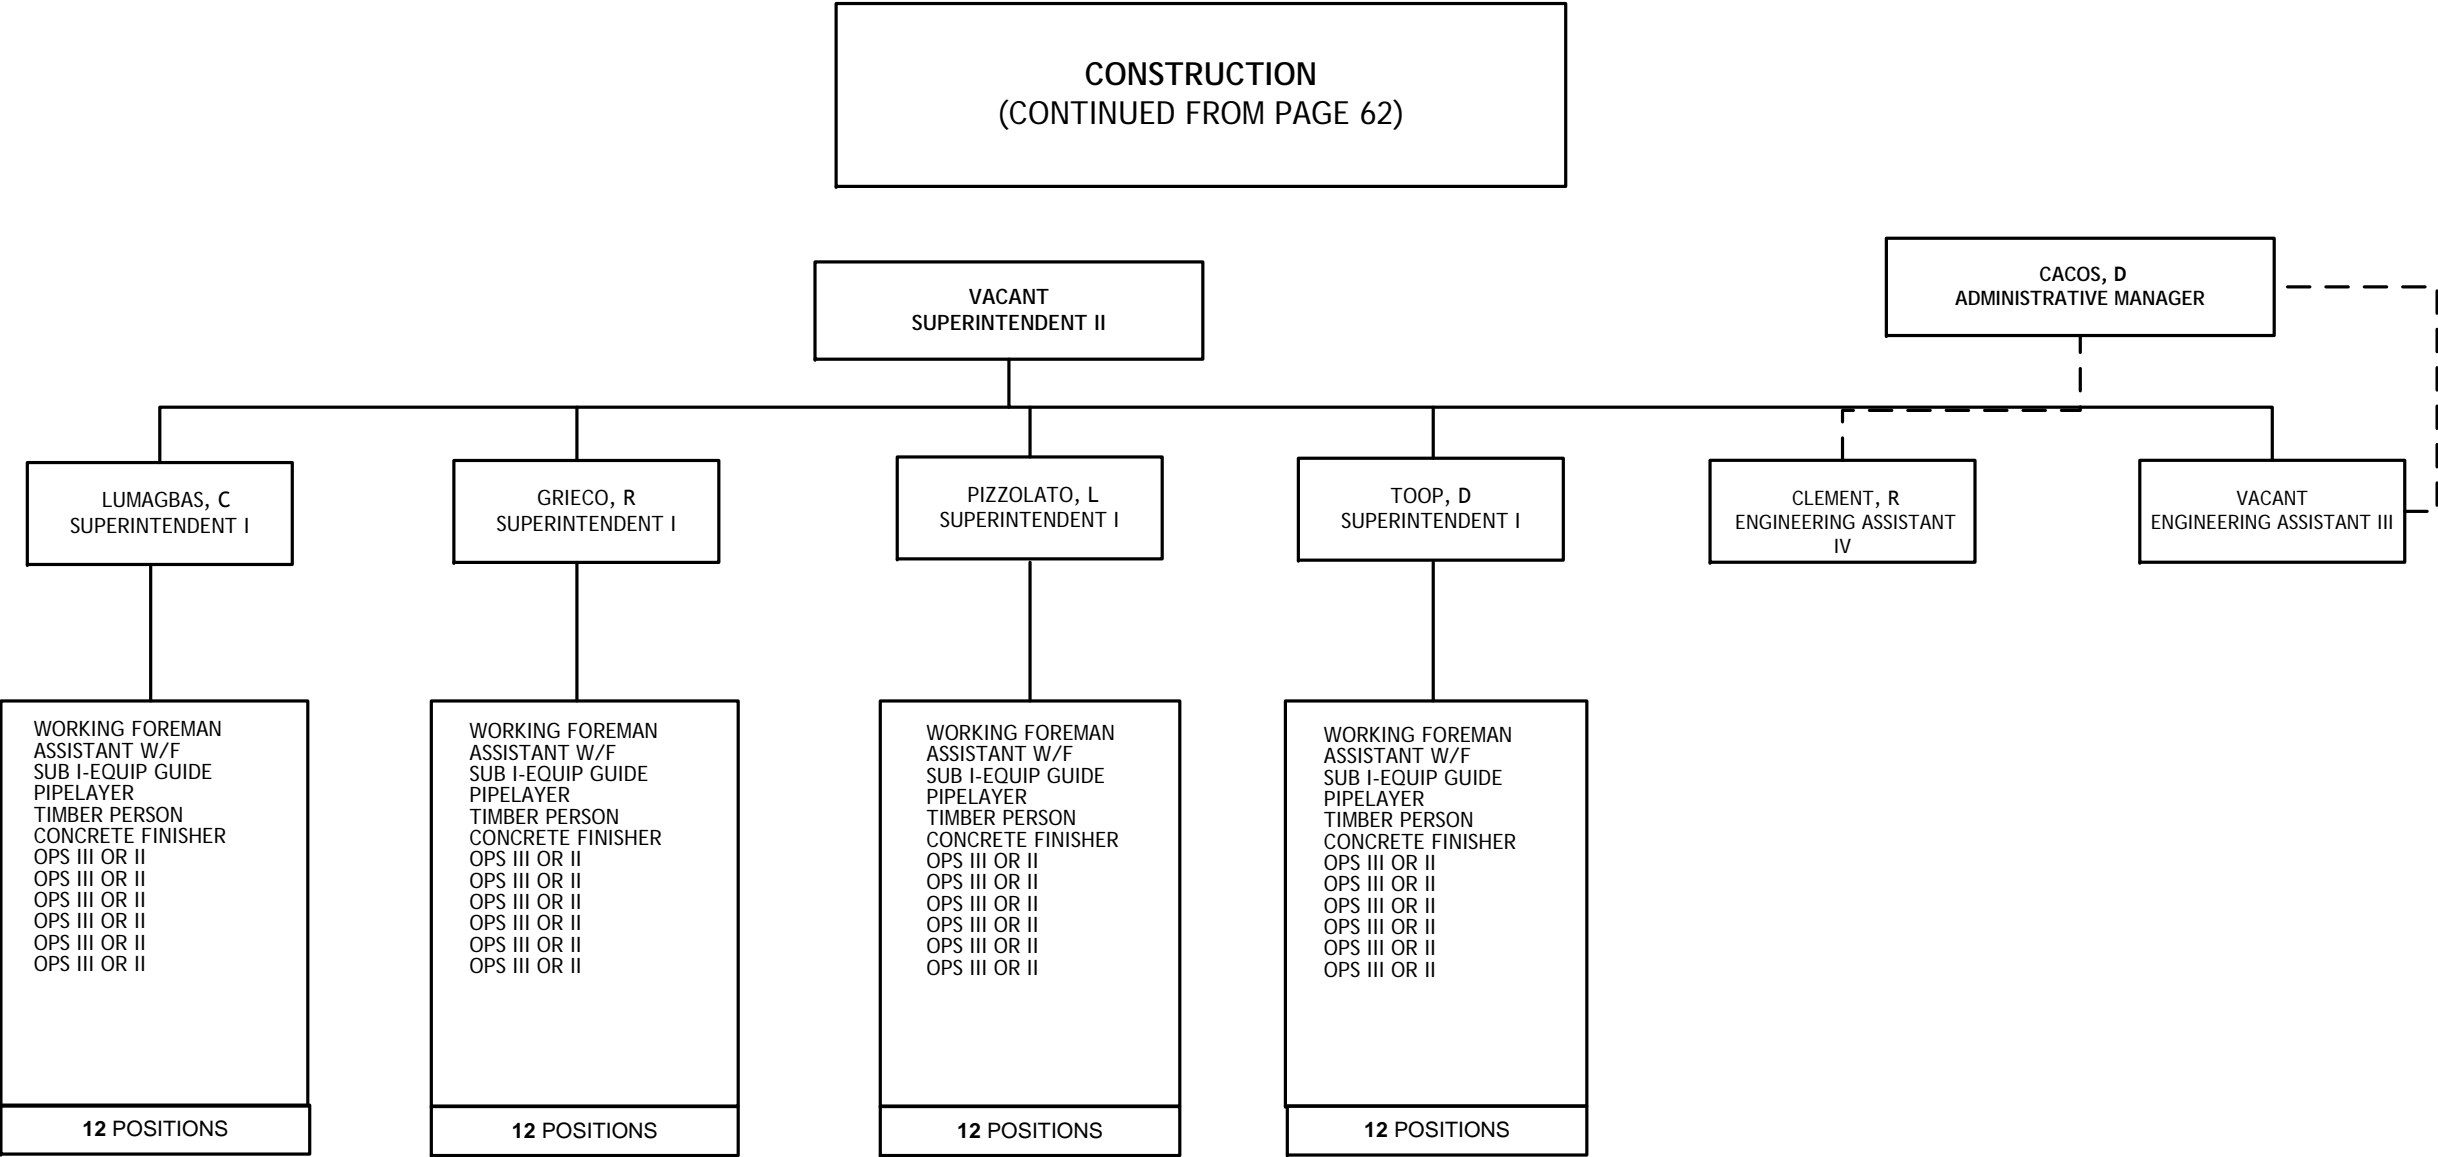 CONSTRUCTION
(CONTINUED FROM PAGE 62)
CACOS, D
ADMINISTRATIVE MANAGER
VACANT
SUPERINTENDENT II
LUMAGBAS, C
SUPERINTENDENT I
GRIECO, R
SUPERINTENDENT I
PIZZOLATO, L
SUPERINTENDENT I
TOOP, D
SUPERINTENDENT I
CLEMENT, R
ENGINEERING ASSISTANT
IV
VACANT
ENGINEERING ASSISTANT III
WORKING FOREMAN
ASSISTANT W/F
SUB I-EQUIP GUIDE
PIPELAYER
TIMBER PERSON
CONCRETE FINISHER
OPS III OR II
OPS III OR II
OPS III OR II
OPS III OR II
OPS III OR II
OPS III OR II
12 POSITIONS
WORKING FOREMAN
ASSISTANT W/F
SUB I-EQUIP GUIDE
PIPELAYER
TIMBER PERSON
CONCRETE FINISHER
OPS III OR II
OPS III OR II
OPS III OR II
OPS III OR II
OPS III OR II
OPS III OR II
12 POSITIONS
WORKING FOREMAN
ASSISTANT W/F
SUB I-EQUIP GUIDE
PIPELAYER
TIMBER PERSON
CONCRETE FINISHER
OPS III OR II
OPS III OR II
OPS III OR II
OPS III OR II
OPS III OR II
OPS III OR II
12 POSITIONS
WORKING FOREMAN
ASSISTANT W/F
SUB I-EQUIP GUIDE
PIPELAYER
TIMBER PERSON
CONCRETE FINISHER
OPS III OR II
OPS III OR II
OPS III OR II
OPS III OR II
OPS III OR II
OPS III OR II
12 POSITIONS